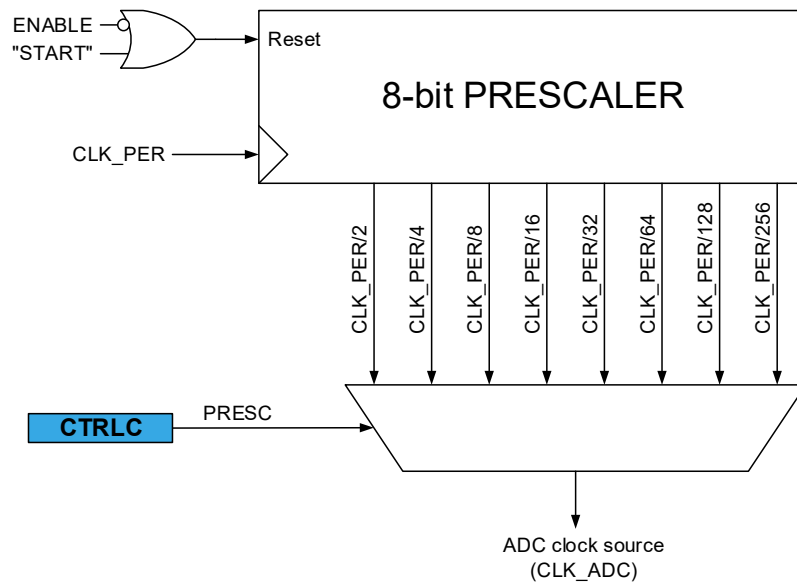 ENABLE
"START"
Reset
8-bit PRESCALER
CLK_PER
CLK_PER/2
CLK_PER/4
CLK_PER/8
CLK_PER/16
CLK_PER/32
CLK_PER/64
CLK_PER/128
CLK_PER/256
CTRLC
PRESC
ADC clock source
(CLK_ADC)